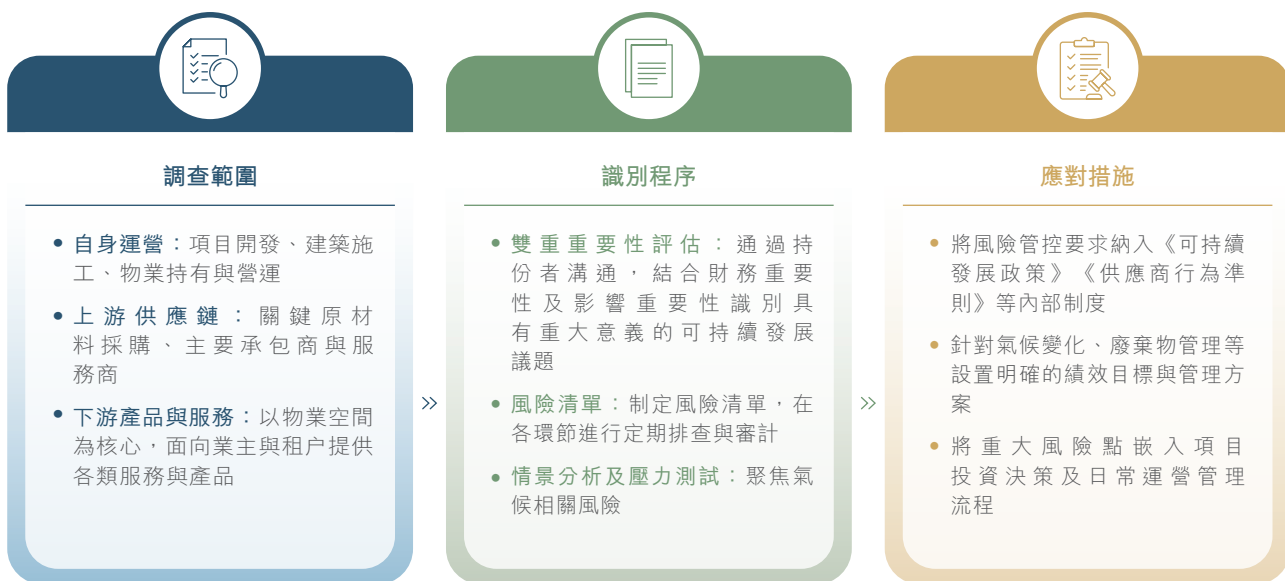 調查範圍
自身運營：項目開發、建築施
工、物業持有與營運
上游供應鏈：關鍵原材
料採購、主要承包商與服
務商
下游產品與服務：以物業空間
為核心，面向業主與租戶提供
各類服務與產品
»
識別程序
雙重重要性評估：通過持
份者溝通，結合財務重要
性及影響重要性識別具
有重大意義的可持續發展
議題
風險清單：制定風險清單，在
各環節進行定期排查與審計
情景分析及壓力測試：聚焦氣
候相關風險
»
應對措施
將風險管控要求納入《可持續
發展政策》《供應商行為準
則》等內部制度
針對氣候變化、廢棄物管理等
設置明確的績效目標與管理方
案
將重大風險點嵌入項目
投資決策及日常運營管理
流程